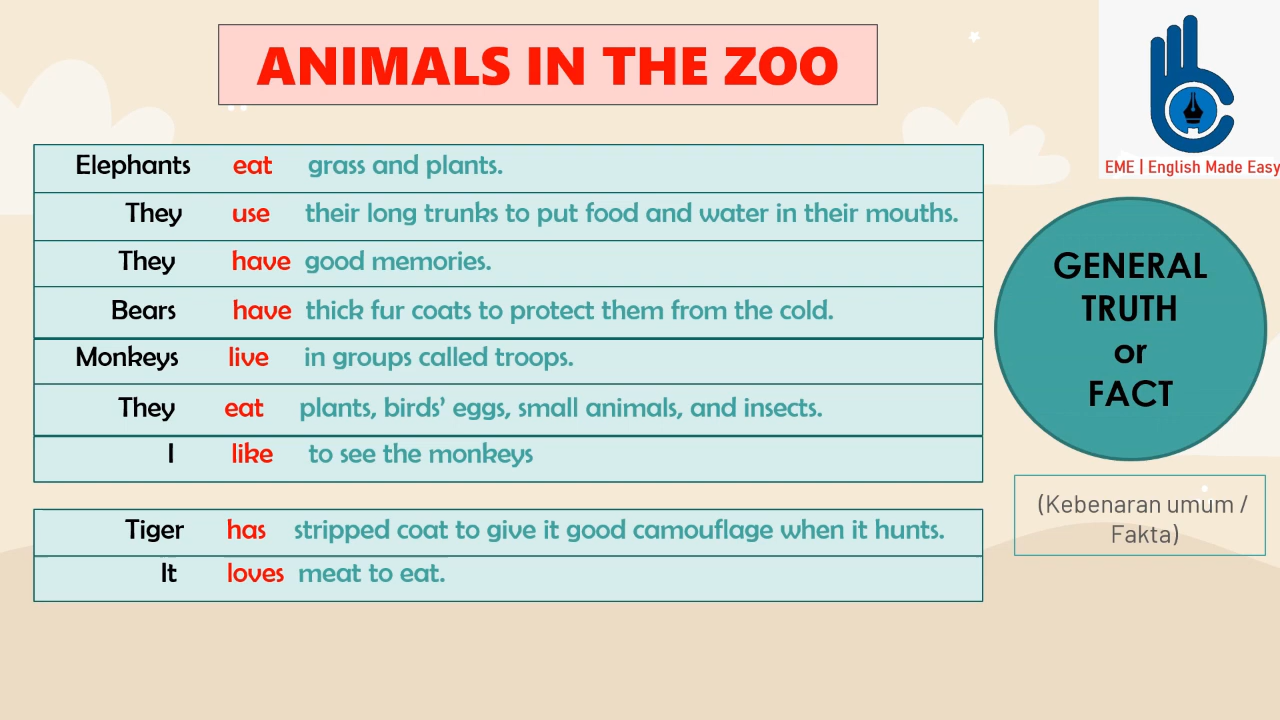 ANIMALS IN THE ZOO
EME | English Made Easy
Elephants eat grass and plants.
They use their long trunks to put food and water in their mouths.
They have good memories.
Bears have thick fur coats to protect them from the cold.
Monkeys live in groups called troops.
They eat plants, birds’ eggs, small animals, and insects.
I like to see the monkeys
Tiger has stripped coat to give it good camouflage when it hunts.
It loves meat to eat.
GENERAL
TRUTH
or
FACT
(Kebenaran umum /
Fakta)